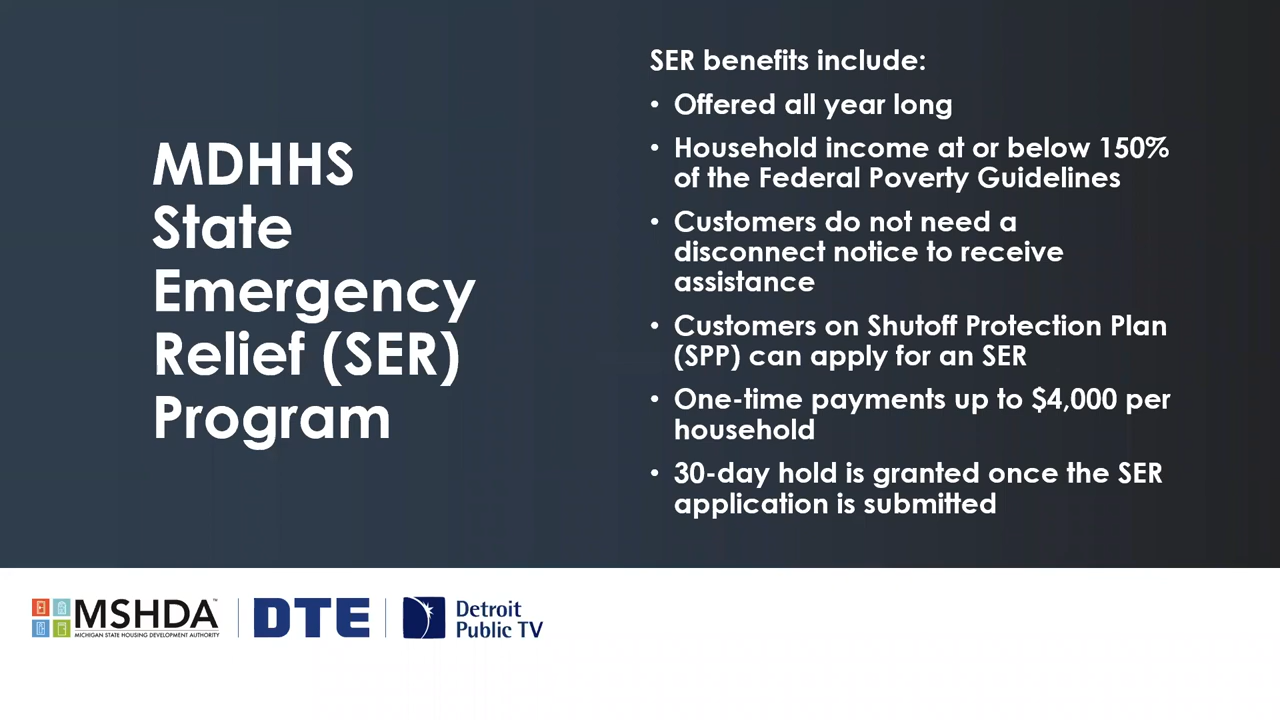 MDHHS
State
Emergency
Relief (SER)
Program
SER benefits include:
• Offered all year long
• Household income at or below 150%
of the Federal Poverty Guidelines
• Customers do not need a
disconnect notice to receive
assistance
• Customers on Shutoff Protection Plan
(SPP) can apply for an SER
• One-time payments up to $4,000 per
household
• 30-day hold is granted once the SER
application is submitted
MSHDA™
MICHIGAN STATE HOUSING DEVELOPMENT AUTHORITY
DTE
Detroit
Public TV